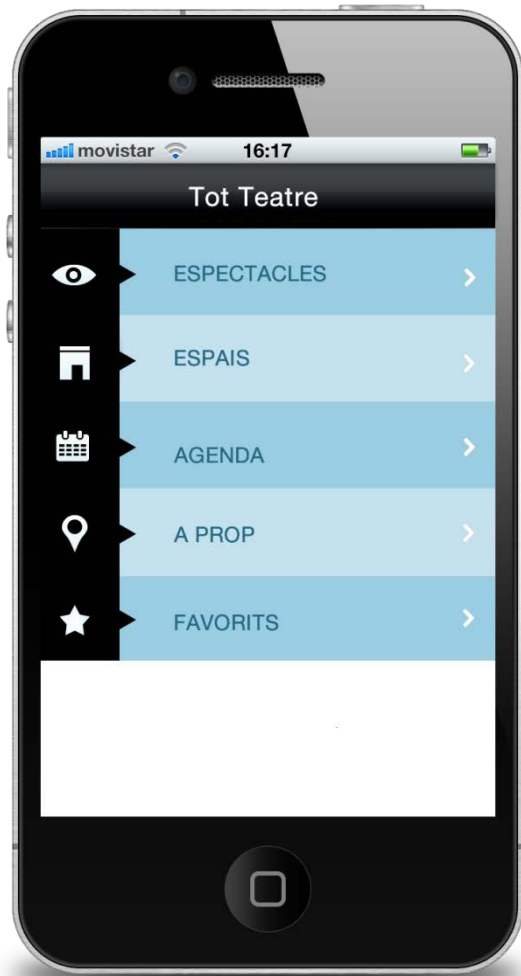 movistar 16:17
Tot Teatre
ESPECTACLES
ESPAIS
AGENDA
A PROP
FAVORITS